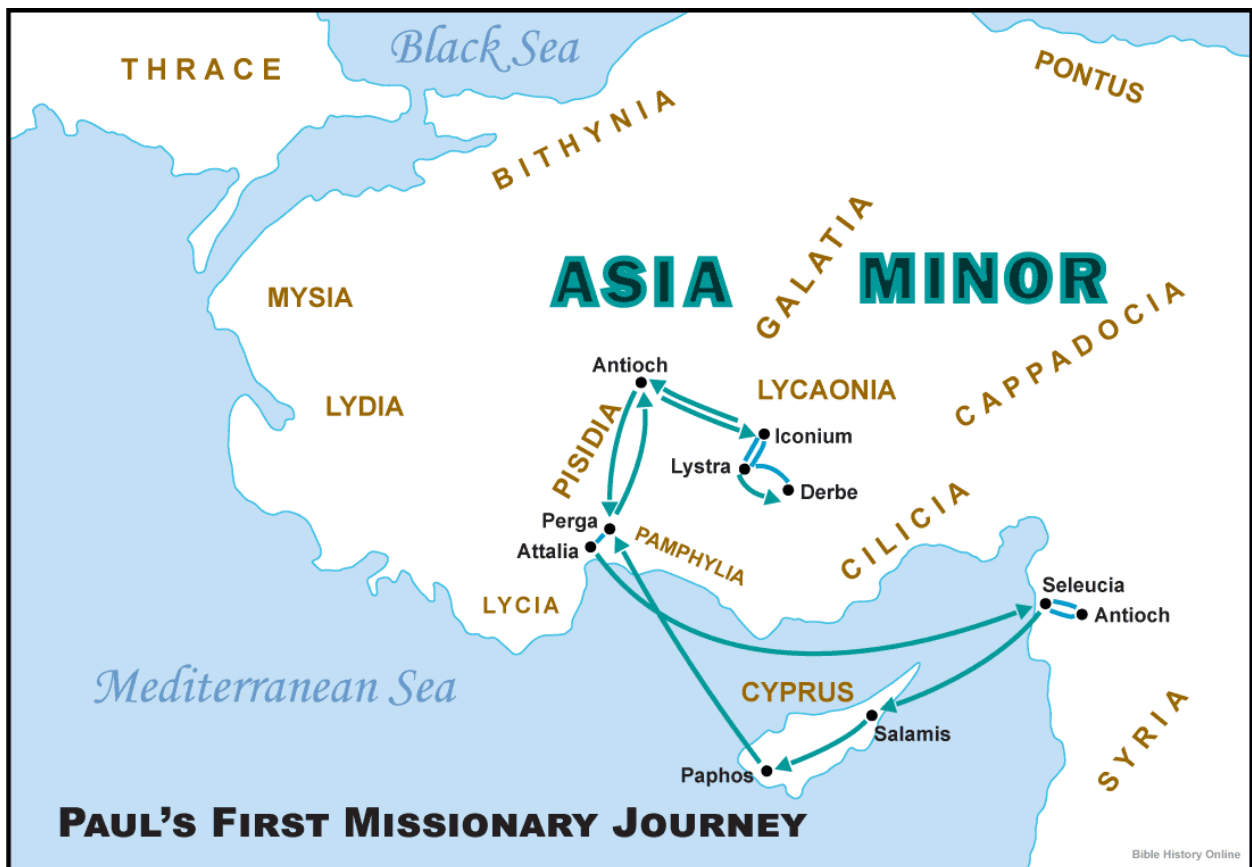 Black Sea
THRACE
PONTUS
BITHYNIA
GALATIA
ASIA MINOR
MYSIA
CAPPADOCIA
Antioch
LYCAONIA
LYDIA
PISIDIA
Iconium
Lystra
Derbe
Perga
CILICIA
PAMPHYLIA
Attalia
Seleucia
LYCIA
Antioch
Mediterranean Sea
CYPRUS
Salamis
SYRIA
Paphos
PAUL'S FIRST MISSIONARY JOURNEY
Bible History Online